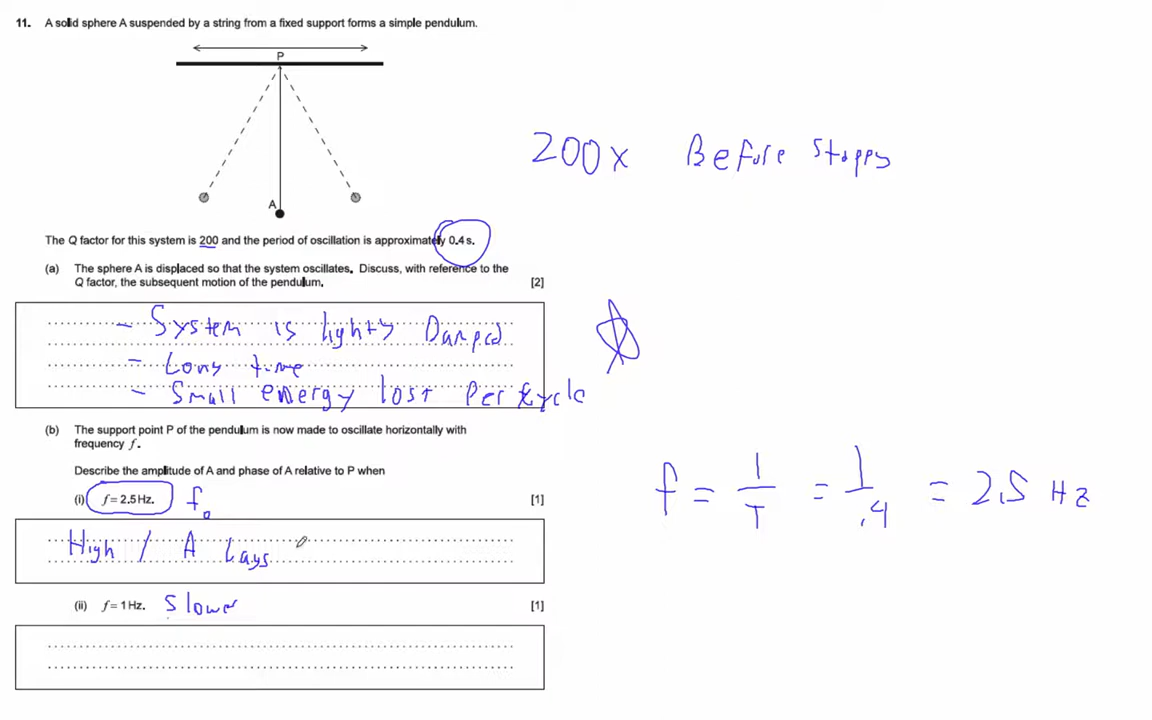 11. A solid sphere A suspended by a string from a fixed support forms a simple pendulum.
P
A
200x Before Stopps
The Q factor for this system is 200 and the period of oscillation is approximately 0.4 s.
(a) The sphere A is displaced so that the system oscillates. Discuss, with reference to the
Q factor, the subsequent motion of the pendulum. [2]
- System is lighty Damped
- Long time
- Small energy lost Per cycle
(b) The support point P of the pendulum is now made to oscillate horizontally with
frequency f.
Describe the amplitude of A and phase of A relative to P when
(i) f = 2.5 Hz. f₀ [1]
f = 1/T = 1/.4 = 2.5 Hz
High / A Lags
(ii) f = 1 Hz. Slower [1]